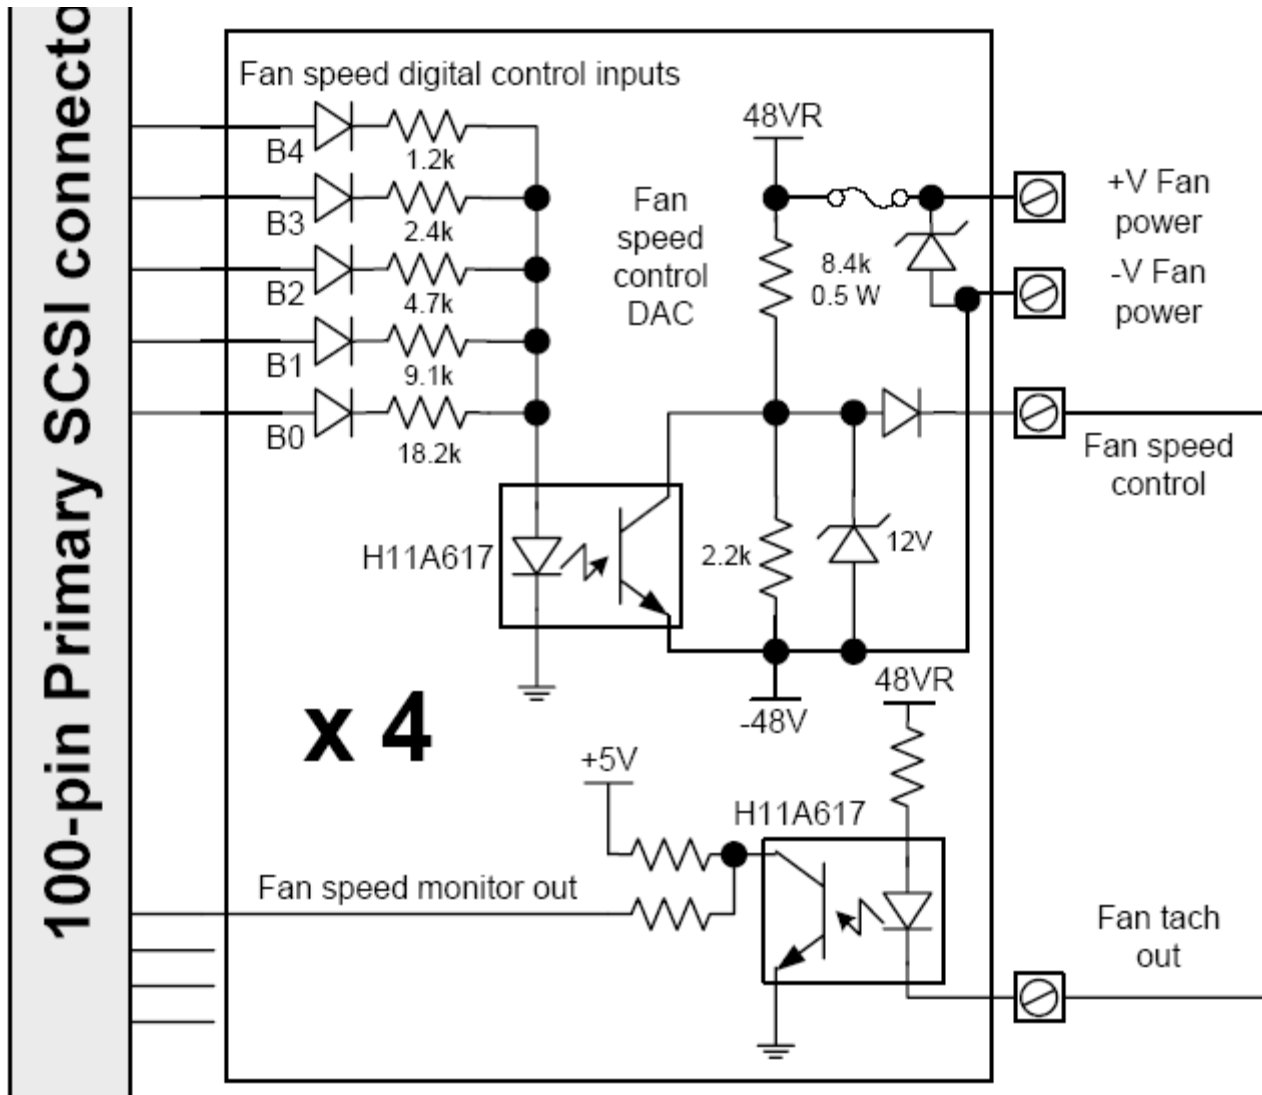 100-pin Primary SCSI connecto
Fan speed digital control inputs
B4
1.2k
B3
2.4k
B2
4.7k
B1
9.1k
B0
18.2k
Fan
speed
control
DAC
48VR
8.4k
0.5 W
+V Fan
power
-V Fan
power
Fan speed
control
H11A617
2.2k
12V
-48V
x 4
48VR
+5V
H11A617
Fan speed monitor out
Fan tach
out